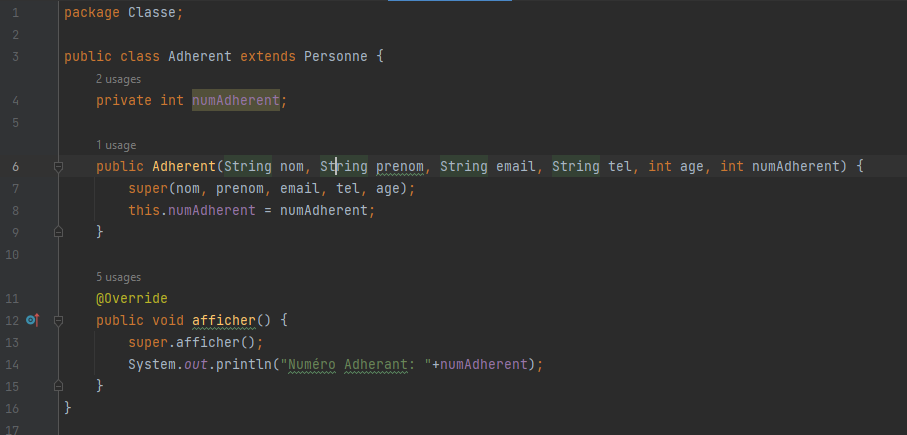 1 package Classe;
2
3 public class Adherent extends Personne {
2 usages
4 private int numAdherent;
5
1 usage
6 public Adherent(String nom, String prenom, String email, String tel, int age, int numAdherent) {
7 super(nom, prenom, email, tel, age);
8 this.numAdherent = numAdherent;
9 }
10
5 usages
11 @Override
12 public void afficher() {
13 super.afficher();
14 System.out.println("Numéro Adherant: "+numAdherent);
15 }
16 }
17